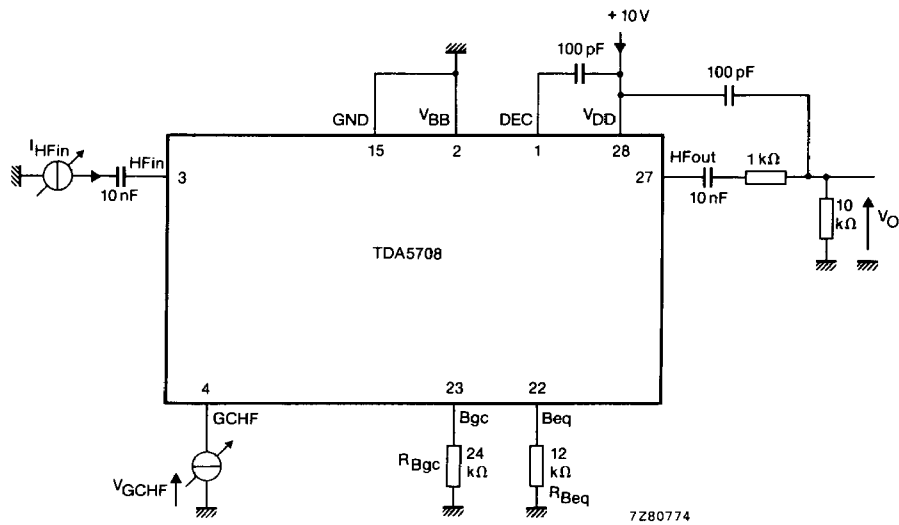 +10V
100 pF
100 pF
GND
VBB
DEC
VDD
IHFin
HFin
15
2
1
28
HFout
1 kΩ
3
27
10 nF
10 nF
10
kΩ
VO
TDA5708
4
23
22
GCHF
Bgc
Beq
RBgc
24
kΩ
12
kΩ
RBeq
VGCHF
7Z80774